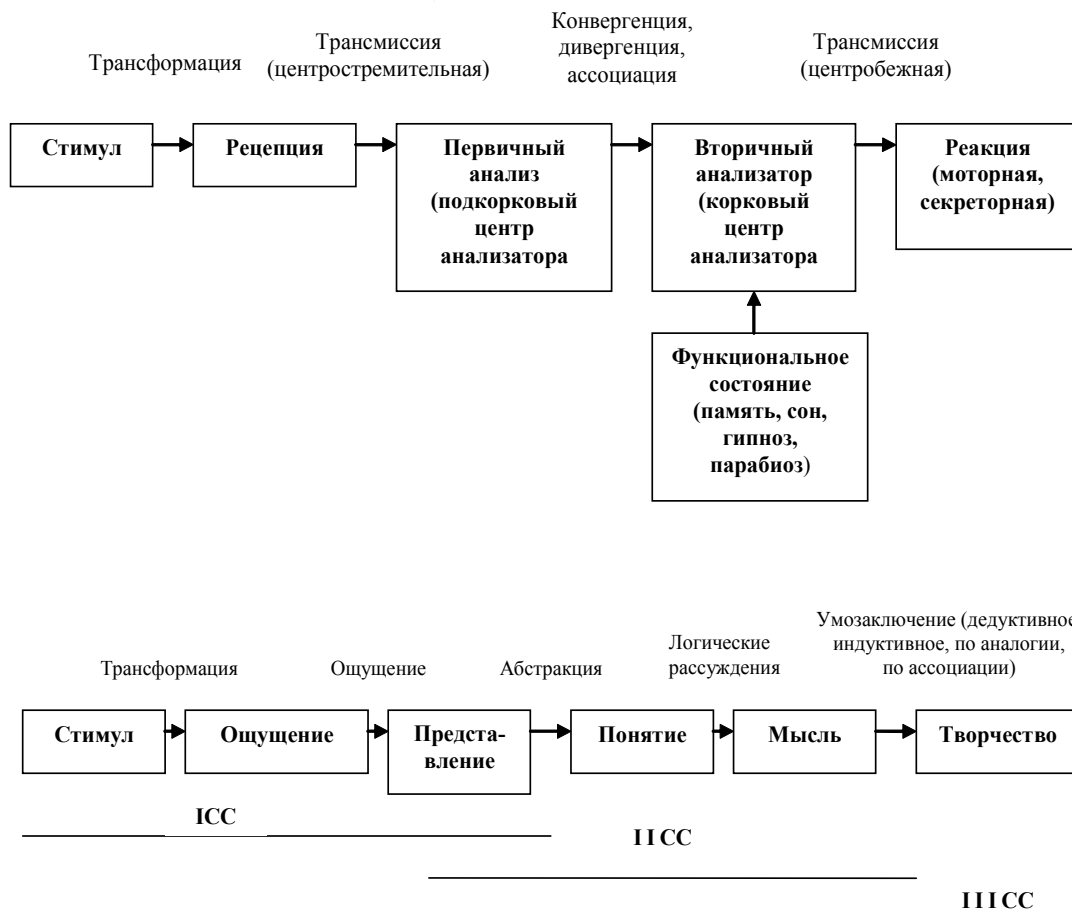 Трансформация
Трансмиссия
(центростремительная)
Конвергенция,
дивергенция,
ассоциация
Трансмиссия
(центробежная)
Стимул
Рецепция
Первичный
анализ
(подкорковый
центр
анализатора
Вторичный
анализатор
(корковый
центр
анализатора
Реакция
(моторная,
секреторная)
Функциональное
состояние
(память, сон,
гипноз,
парабиоз)
Трансформация
Ощущение
Абстракция
Логические
рассуждения
Умозаключение (дедуктивное
индуктивное, по аналогии,
по ассоциации)
Стимул
Ощущение
Предста-
вление
Понятие
Мысль
Творчество
IСС
I I СС
I I I СС